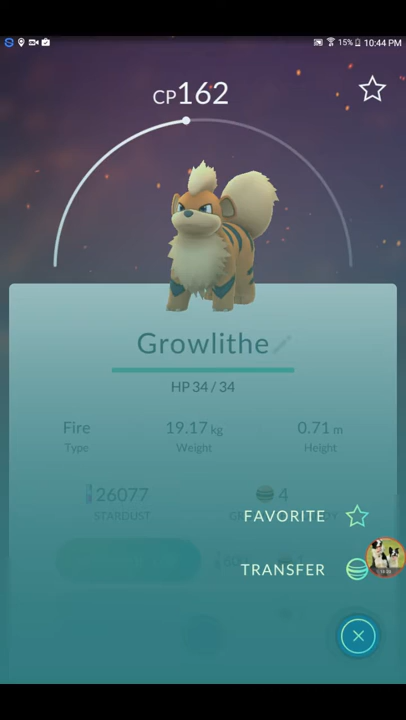 15% 10:44 PM
CP162
Growlithe
HP 34 / 34
Fire 19.17 kg 0.71 m
Type Weight Height
26077 4
STARDUST
FAVORITE
TRANSFER